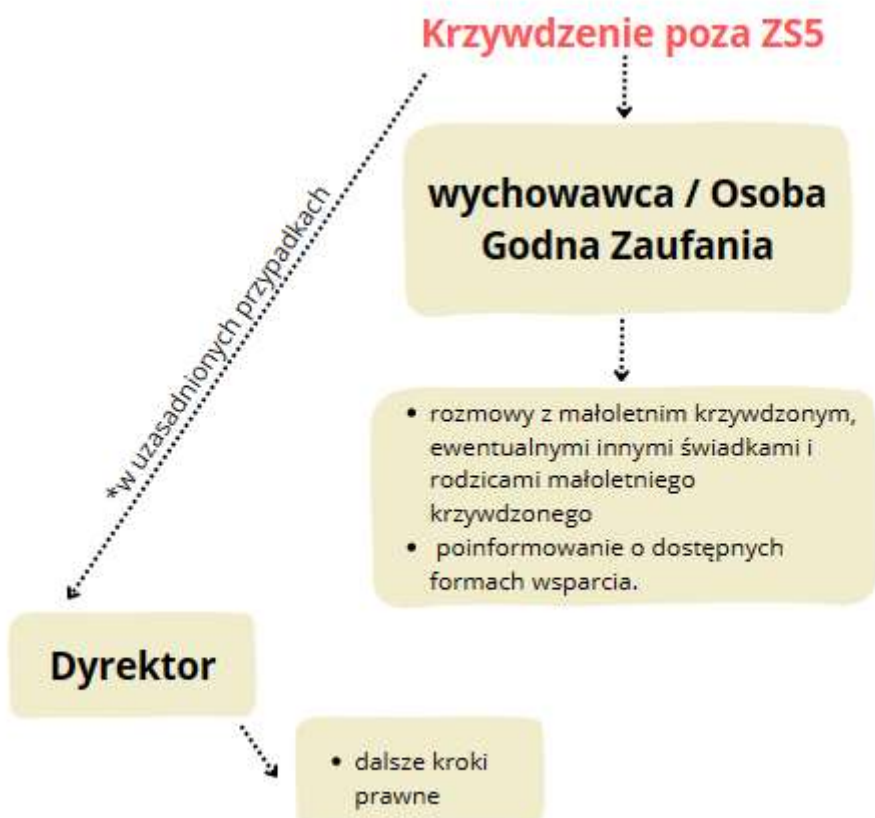 Krzywdzenie poza ZS5
wychowawca / Osoba
Godna Zaufania
*w uzasadnionych przypadkach
• rozmowy z małoletnim krzywdzonym,
ewentualnymi innymi świadkami i
rodzicami małoletniego
krzywdzonego
• poinformowanie o dostępnych
formach wsparcia.
Dyrektor
• dalsze kroki
prawne